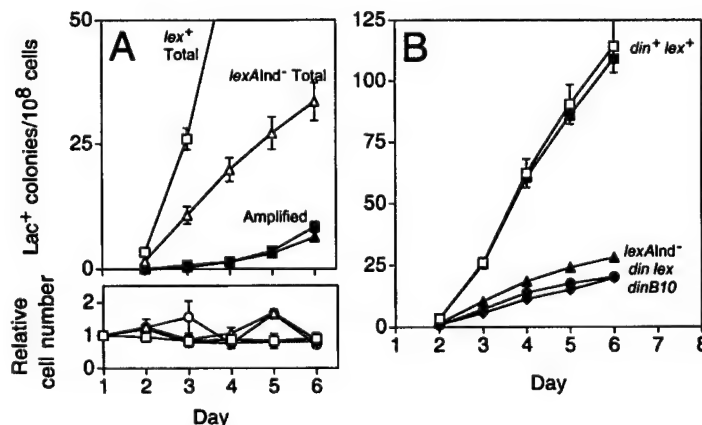 A
50
25
0
Lac+ colonies/10⁸ cells
lex+
Total
lexAInd- Total
Amplified
2
1
0
Relative
cell number
1 2 3 4 5 6
Day
B
125
100
75
50
25
0
din+ lex+
lexAInd-
din lex
dinB10
1 2 3 4 5 6 7 8
Day